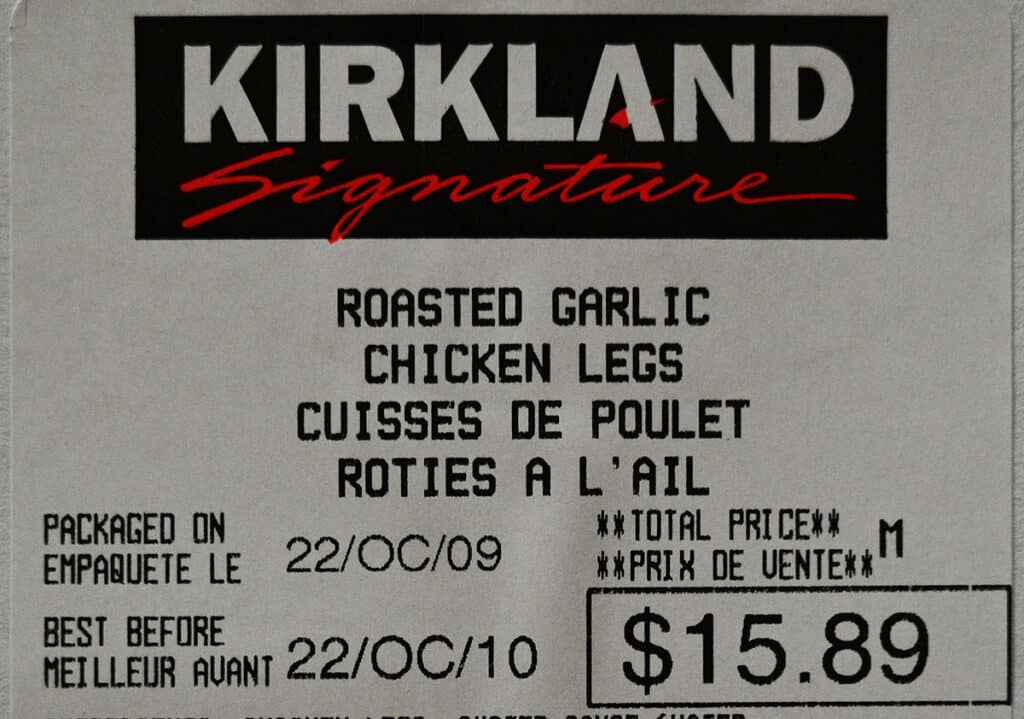 KIRKLAND
Signature
ROASTED GARLIC
CHICKEN LEGS
CUISSES DE POULET
ROTIES A L'AIL
PACKAGED ON
EMPAQUETE LE
22/OC/09
**TOTAL PRICE**
**PRIX DE VENTE**
M
BEST BEFORE
MEILLEUR AVANT
22/OC/10
$15.89